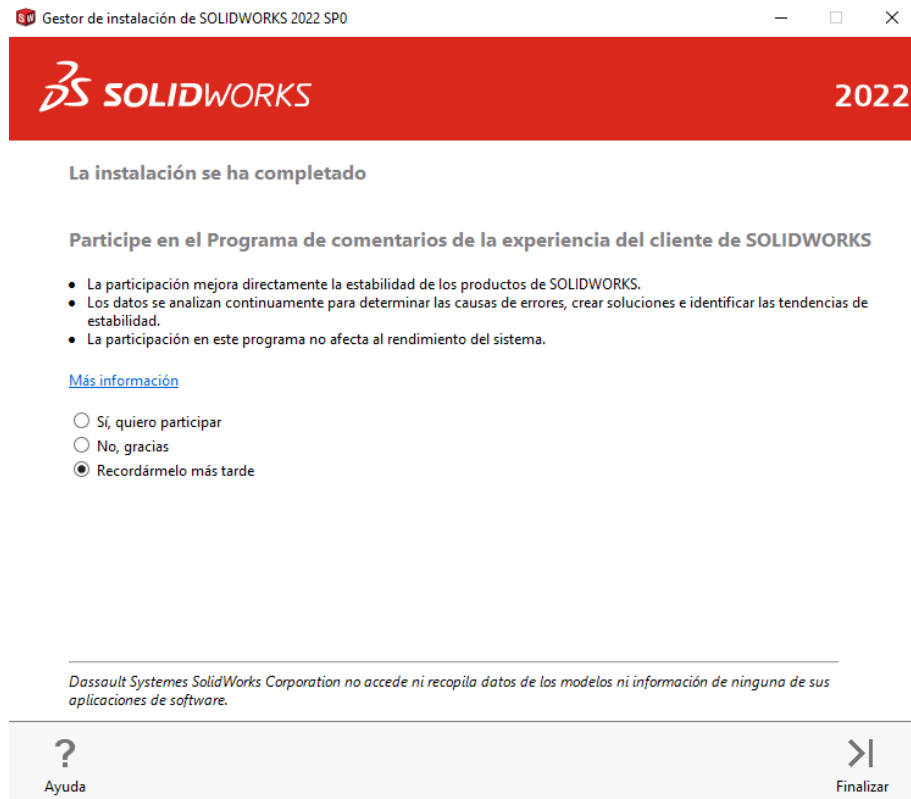 Gestor de instalación de SOLIDWORKS 2022 SP0
SOLIDWORKS
2022
La instalación se ha completado
Participe en el Programa de comentarios de la experiencia del cliente de SOLIDWORKS
La participación mejora directamente la estabilidad de los productos de SOLIDWORKS.
Los datos se analizan continuamente para determinar las causas de errores, crear soluciones e identificar las tendencias de
estabilidad.
La participación en este programa no afecta al rendimiento del sistema.
Más información
Sí, quiero participar
No, gracias
Recordármelo más tarde
Dassault Systemes SolidWorks Corporation no accede ni recopila datos de los modelos ni información de ninguna de sus
aplicaciones de software.
?
Ayuda
Finalizar